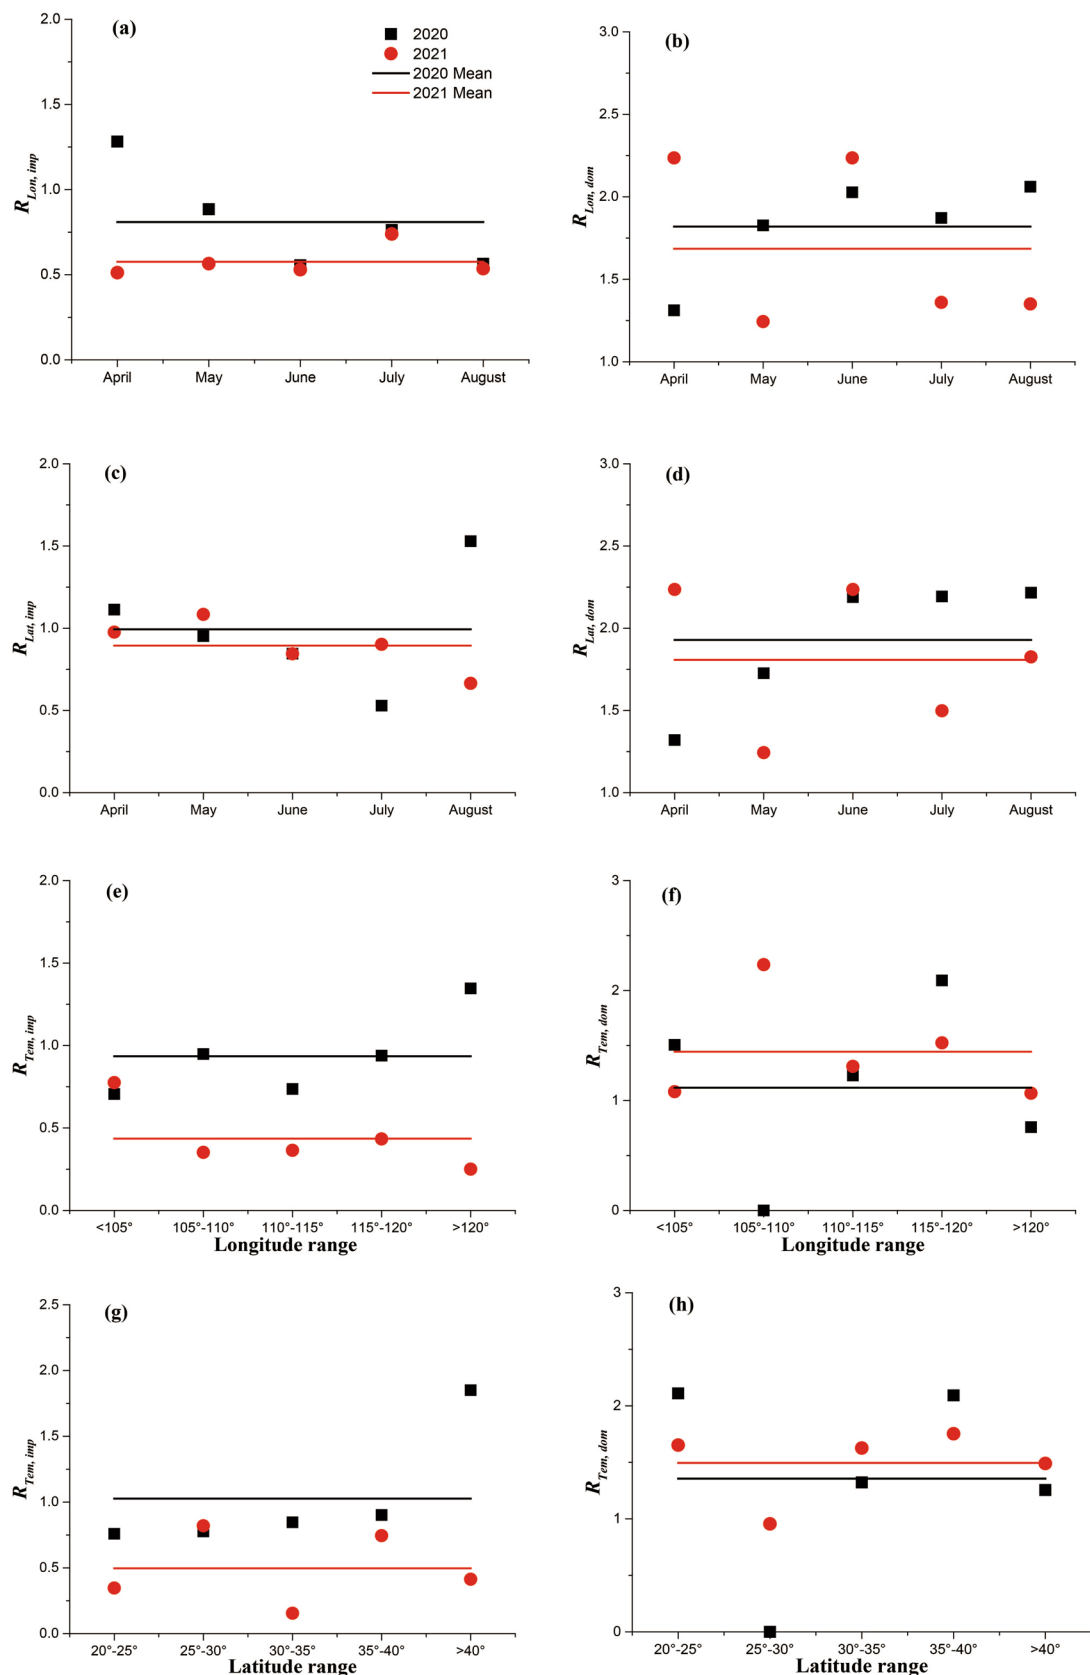 (a)
2020
2021
2020 Mean
2021 Mean
2.0
1.5
1.0
0.5
0.0
R_Lon, imp
April May June July August
(b)
3.0
2.5
2.0
1.5
1.0
R_Lon, dom
April May June July August
(c)
2.0
1.5
1.0
0.5
0.0
R_Lat, imp
April May June July August
(d)
3.0
2.5
2.0
1.5
1.0
R_Lat, dom
April May June July August
(e)
2.0
1.5
1.0
0.5
0.0
R_Tem, imp
<105° 105°-110° 110°-115° 115°-120° >120°
Longitude range
(f)
3
2
1
0
R_Tem, dom
<105° 105°-110° 110°-115° 115°-120° >120°
Longitude range
(g)
2.5
2.0
1.5
1.0
0.5
0.0
R_Tem, imp
20°-25° 25°-30° 30°-35° 35°-40° >40°
Latitude range
(h)
3
2
1
0
R_Tem, dom
20°-25° 25°-30° 30°-35° 35°-40° >40°
Latitude range